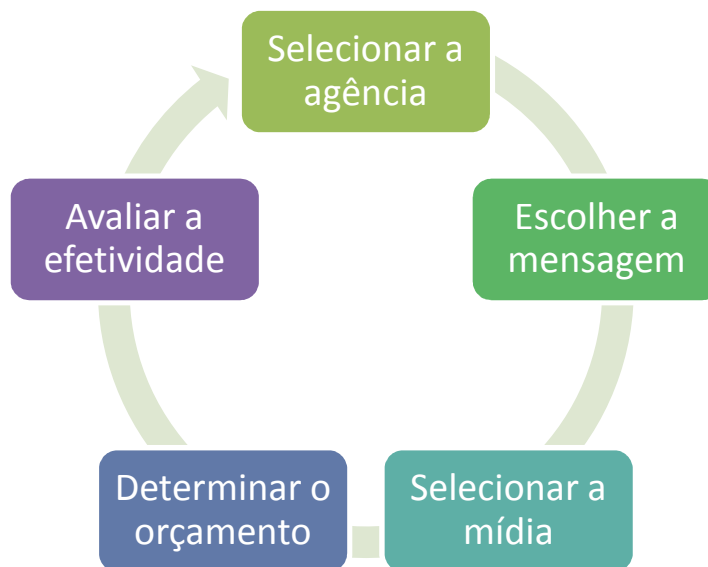 Selecionar a
agência
Escolher a
mensagem
Selecionar a
mídia
Determinar o
orçamento
Avaliar a
efetividade